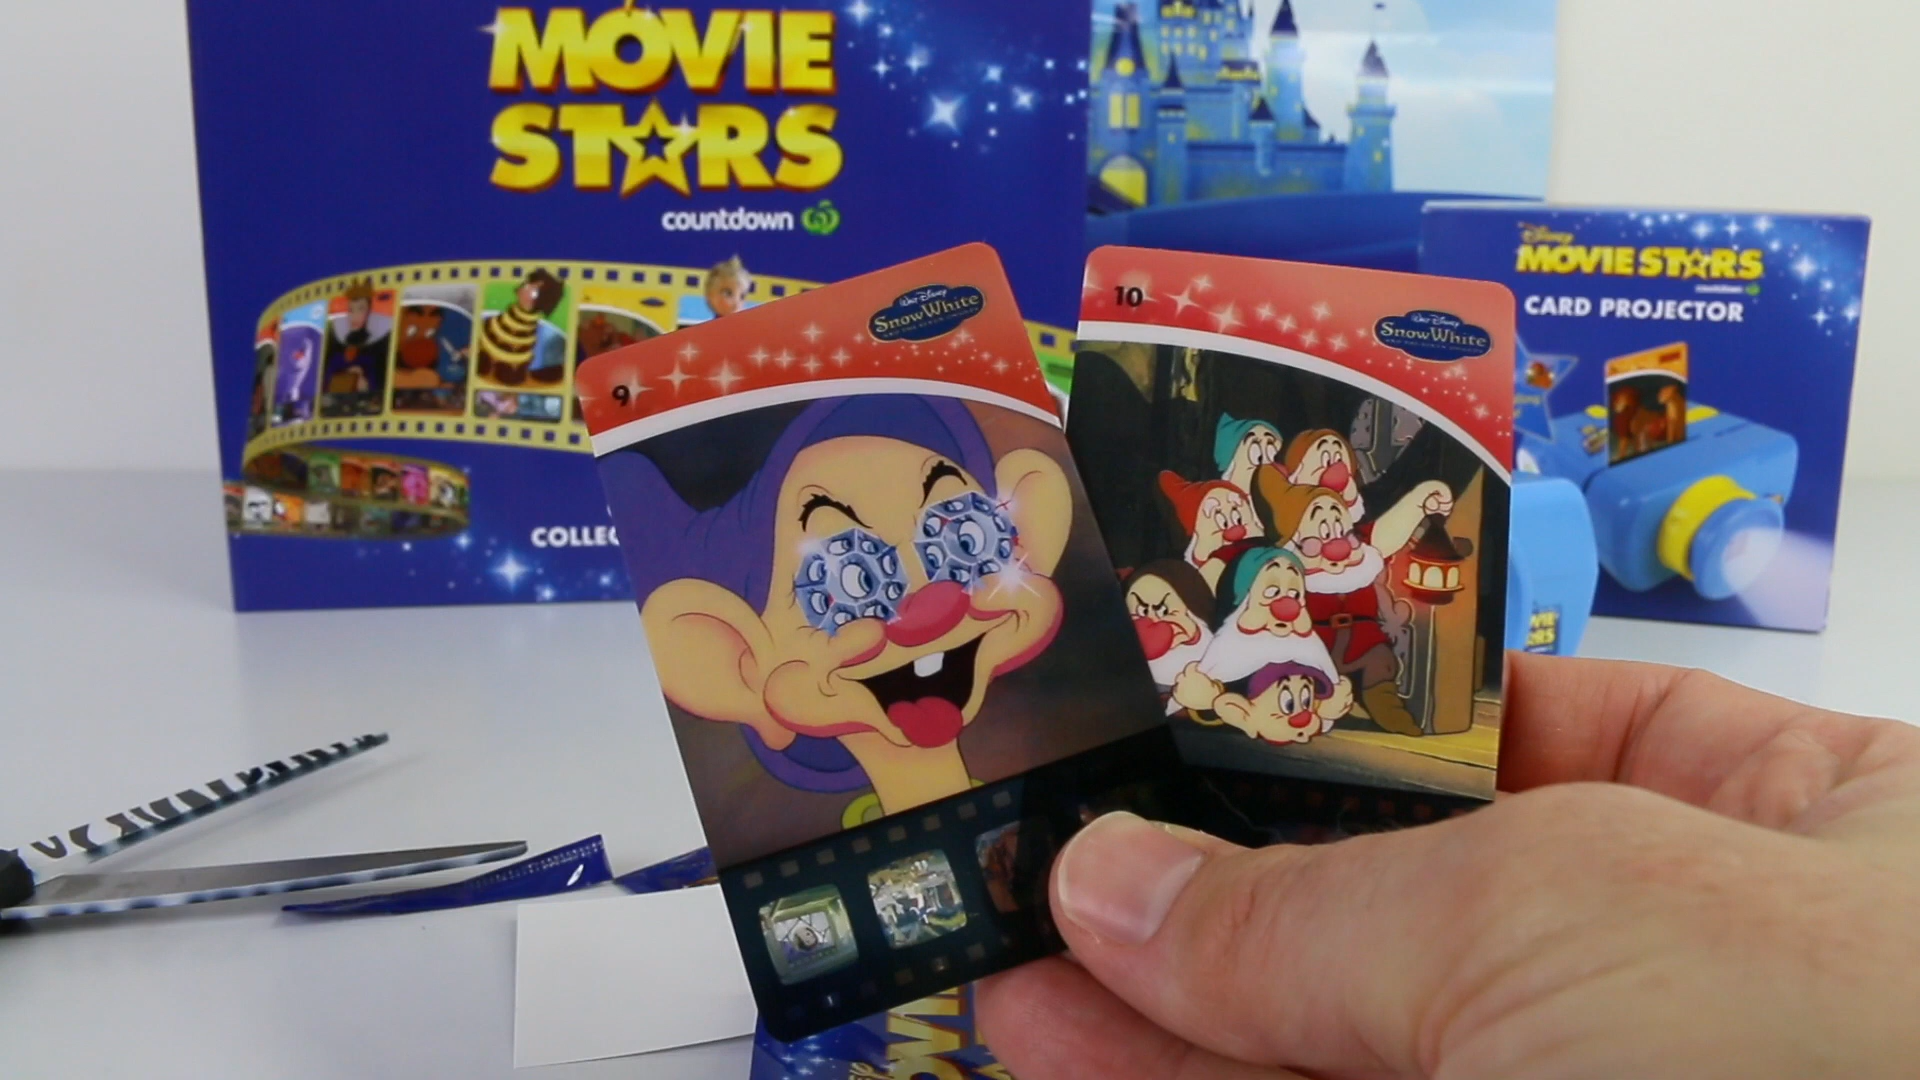 MOVIE
STARS
countdown
COLLEC
Disney
MOVIE STARS
countdown
CARD PROJECTOR
9
Walt Disney
Snow White
10
Walt Disney
Snow White